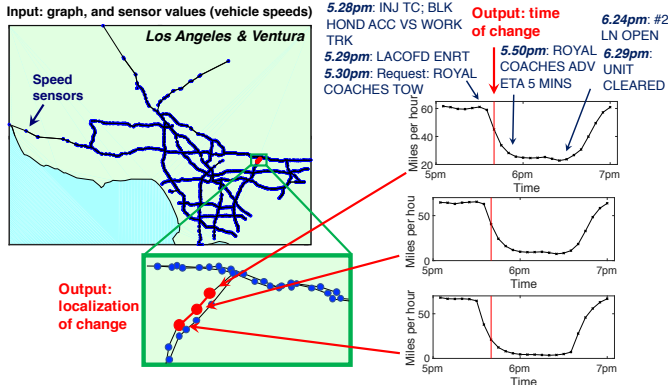 Input: graph, and sensor values (vehicle speeds)
Los Angeles & Ventura
Speed
sensors
5.28pm: INJ TC; BLK
HOND ACC VS WORK
TRK
5.29pm: LACOFD ENRT
5.30pm: Request: ROYAL
COACHES TOW
Output: time
of change
5.50pm: ROYAL
COACHES ADV
ETA 5 MINS
6.24pm: #2
LN OPEN
6.29pm:
UNIT
CLEARED
Output:
localization
of change
Miles per hour
60
40
20
5pm 6pm 7pm
Time
Miles per hou
50
0
5pm 6pm 7pm
Time
Miles per hour
50
0
5pm 6pm 7pm
Time